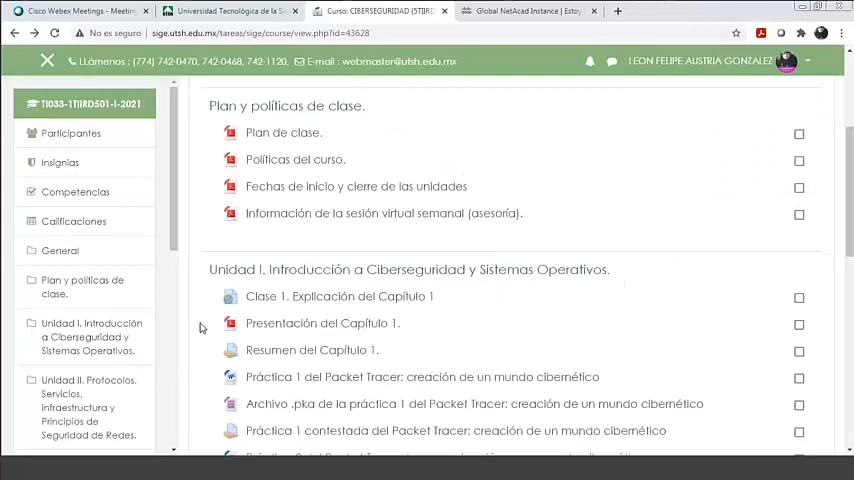 Cisco Webex Meetings - Meeting
Universidad Tecnológica de la S
Curso: CIBERSEGURIDAD (5TIIRD
Global NetAcad Instance | Estoy
No es seguro | sige.utsh.edu.mx/tareas/sige/course/view.php?id=43628
LLámenos : (774) 742-0470, 742-0468, 742-1120, E-mail : webmaster@utsh.edu.mx
LEON FELIPE AUSTRIA GONZALEZ
TI033-1TIIRD501-I-2021
Participantes
Insignias
Competencias
Calificaciones
General
Plan y políticas de
clase.
Unidad I. Introducción
a Ciberseguridad y
Sistemas Operativos.
Unidad II. Protocolos,
Servicios,
Infraestructura y
Principios de
Seguridad de Redes.
Plan y políticas de clase.
Plan de clase.
Políticas del curso.
Fechas de inicio y cierre de las unidades
Información de la sesión virtual semanal (asesoría).
Unidad I. Introducción a Ciberseguridad y Sistemas Operativos.
Clase 1. Explicación del Capítulo 1
Presentación del Capítulo 1.
Resumen del Capítulo 1.
Práctica 1 del Packet Tracer: creación de un mundo cibernético
Archivo .pka de la práctica 1 del Packet Tracer: creación de un mundo cibernético
Práctica 1 contestada del Packet Tracer: creación de un mundo cibernético